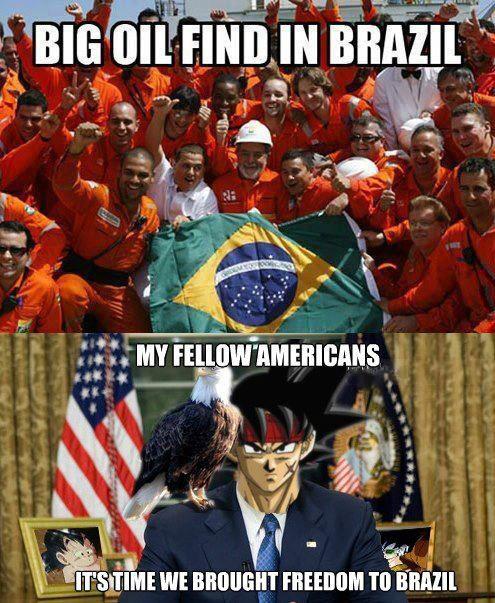 BIG OIL FIND IN BRAZIL
MY FELLOW AMERICANS
IT'S TIME WE BROUGHT FREEDOM TO BRAZIL